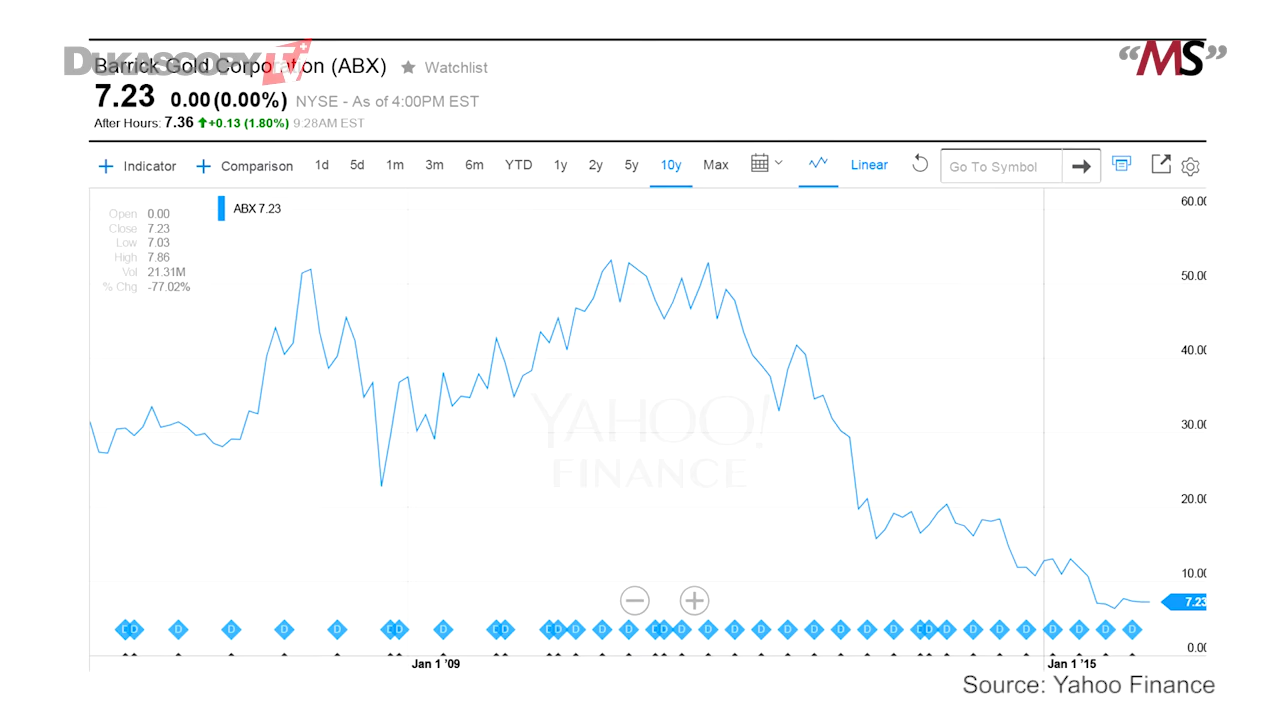 DUKASCOPY TV
“MS”
Barrick Gold Corporation (ABX) Watchlist
7.23 0.00 (0.00%) NYSE - As of 4:00PM EST
After Hours: 7.36 +0.13 (1.80%) 9:28AM EST
Indicator Comparison 1d 5d 1m 3m 6m YTD 1y 2y 5y 10y Max Linear Go To Symbol
ABX 7.23
Open 0.00
Close 7.23
Low 7.03
High 7.86
Vol 21.31M
% Chg -77.02%
60.00
50.00
40.00
30.00
20.00
10.00
7.23
0.00
YAHOO!
FINANCE
D D D D D D D D D D D D D D D D D D D D D D D D D D D D D D D D D D D D D D D D D D
Jan 1 '09 Jan 1 '15
Source: Yahoo Finance